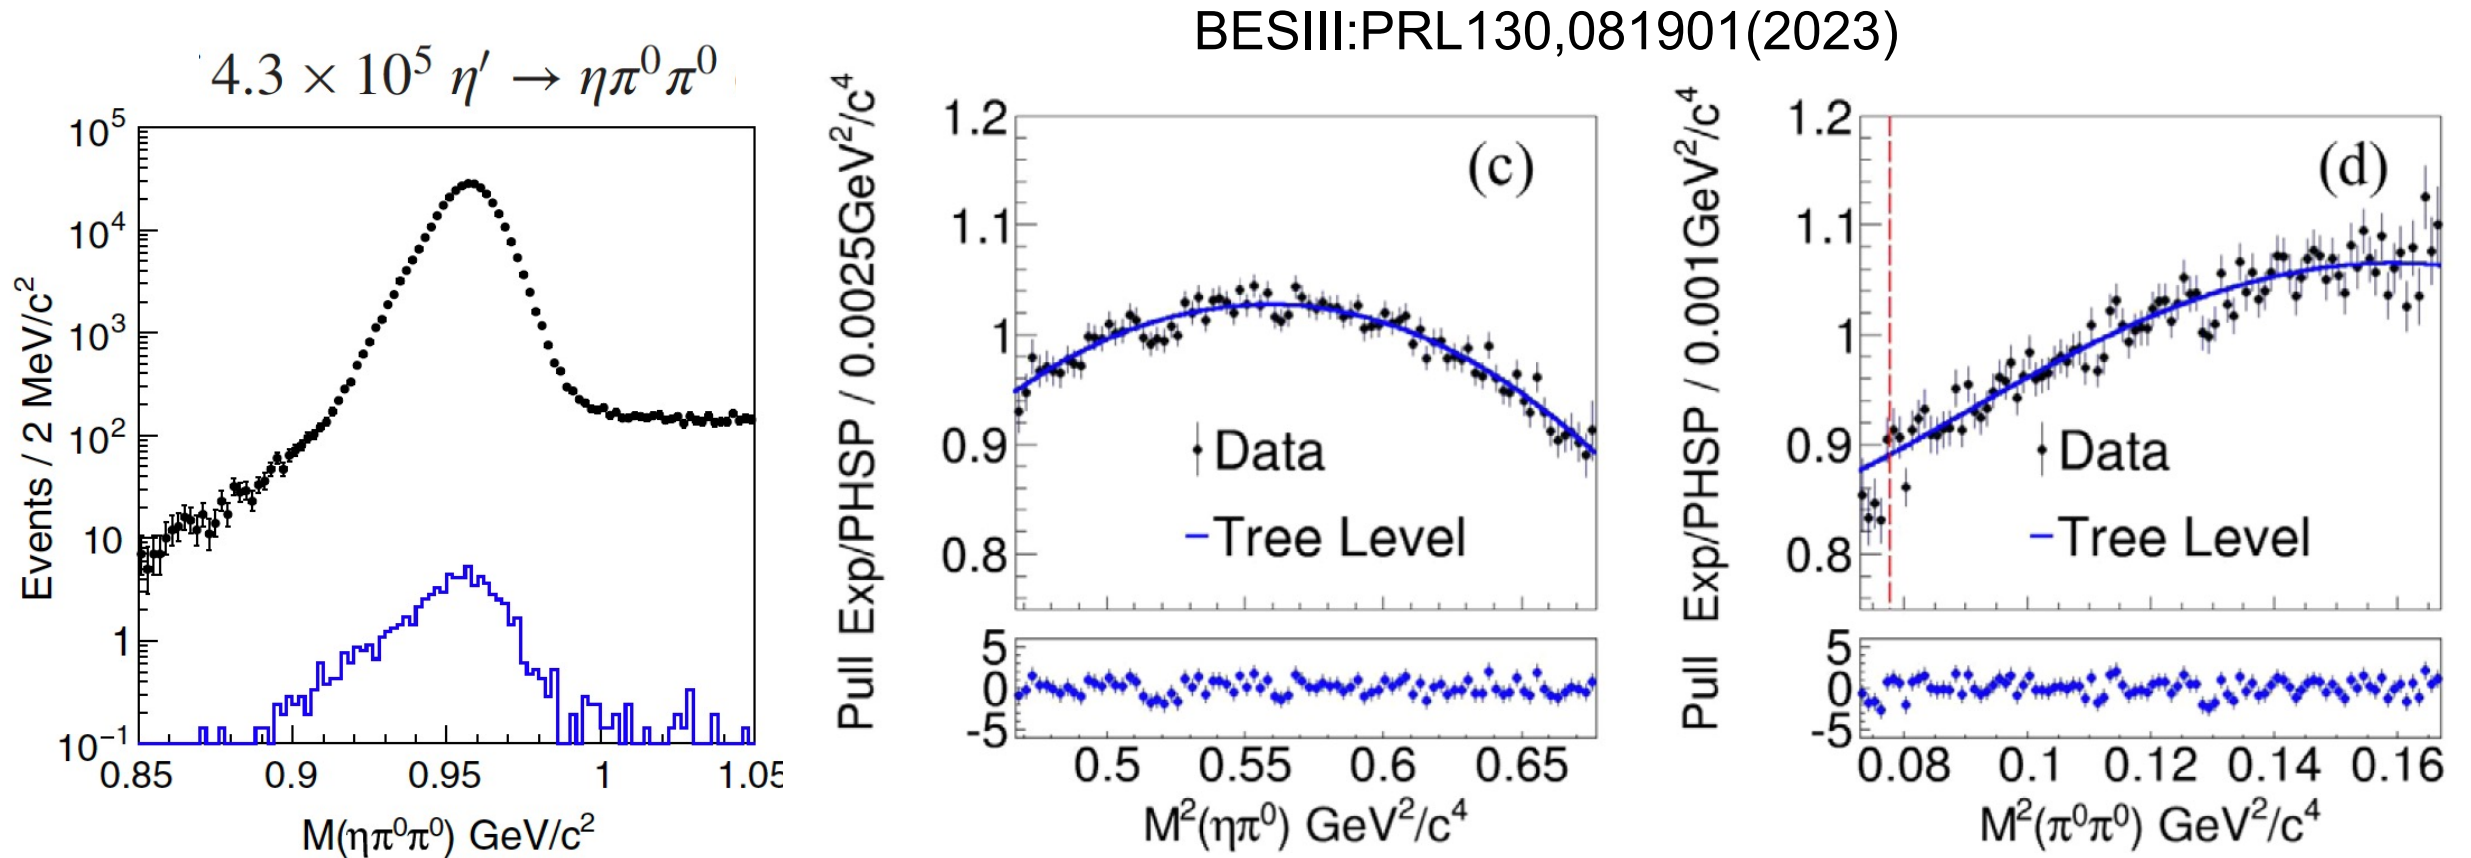 BESIII:PRL130,081901(2023)
4.3 × 10⁵ η′ → ηπ⁰π⁰
Events / 2 MeV/c²
10⁵
10⁴
10³
10²
10
1
10⁻¹
0.85 0.9 0.95 1 1.05
M(ηπ⁰π⁰) GeV/c²
Pull Exp/PHSP / 0.0025GeV²/c⁴
1.2
1.1
1
0.9
0.8
(c)
Data
Tree Level
5
0
-5
0.5 0.55 0.6 0.65
M²(ηπ⁰) GeV²/c⁴
Pull Exp/PHSP / 0.001GeV²/c⁴
1.2
1.1
1
0.9
0.8
(d)
Data
Tree Level
5
0
-5
0.08 0.1 0.12 0.14 0.16
M²(π⁰π⁰) GeV²/c⁴